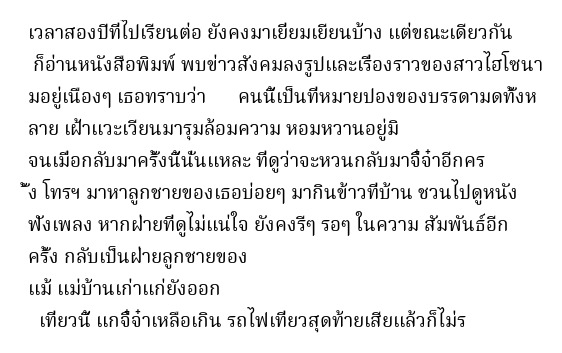 เวลาสองปีที่ไปเรียนต่อ ยังคงมาเยี่ยมเยียนบ้าง แต่ขณะเดียวกัน
ก็อ่านหนังสือพิมพ์ พบข่าวสังคมลงรูปและเรื่องราวของสาวไฮโซนา
มอยู่เนืองๆ เธอทราบว่า คนนี้เป็นที่หมายปองของบรรดามดทั้งห
ลาย เฝ้าแวะเวียนมารุมล้อมความ หอมหวานอยู่มิ
จนเมื่อกลับมาครั้งนี้นั่นแหละ ที่ดูว่าจะหวนกลับมาจี๋จ๋าอีกคร
ั้ง โทรฯ มาหาลูกชายของเธอบ่อยๆ มากินข้าวที่บ้าน ชวนไปดูหนัง
ฟังเพลง หากฝ่ายที่ดูไม่แน่ใจ ยังคงรีๆ รอๆ ในความ สัมพันธ์อีก
ครั้ง กลับเป็นฝ่ายลูกชายของ
แม้ แม่บ้านเก่าแก่ยังออก
เที่ยวนี้ แกจี๋จ๋าเหลือเกิน รถไฟเที่ยวสุดท้ายเสียแล้วก็ไม่ร